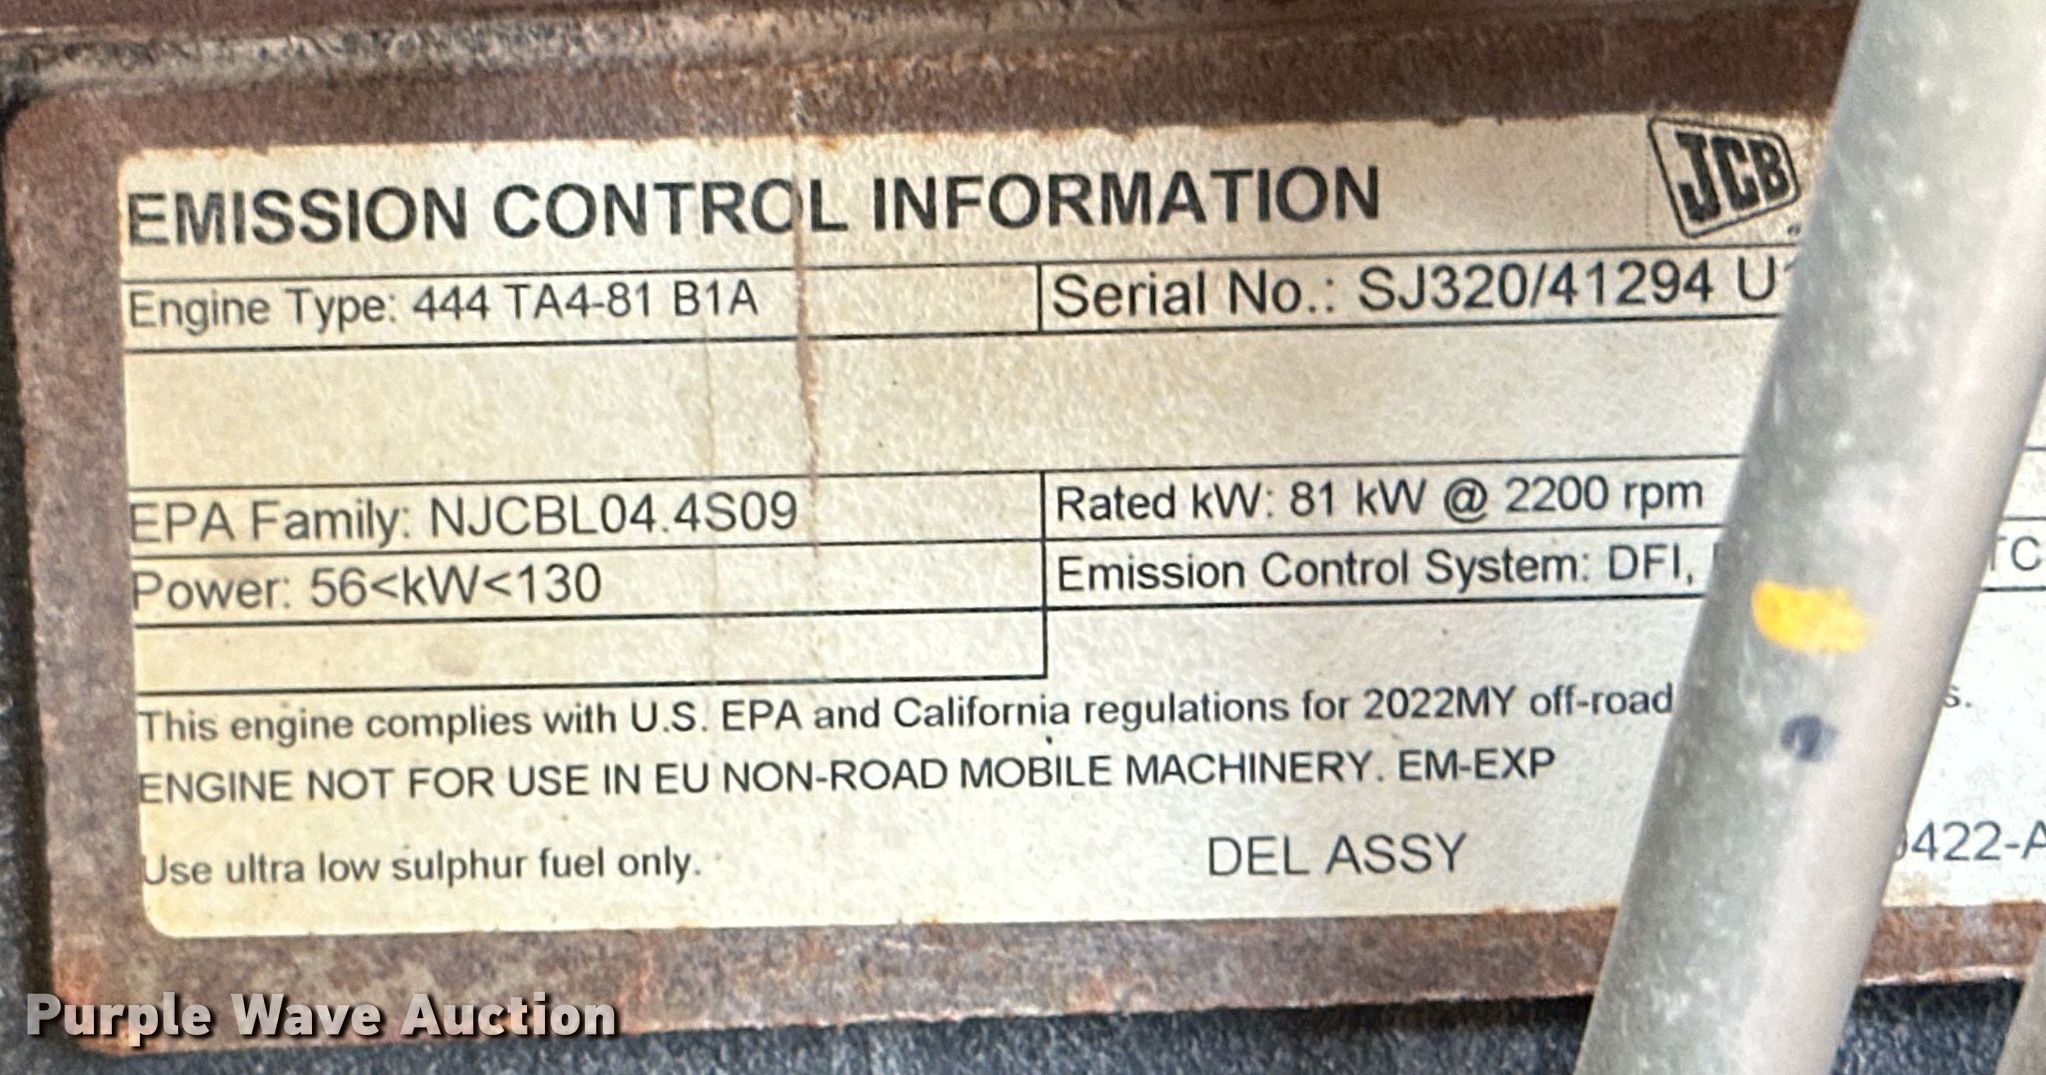 EMISSION CONTROL INFORMATION JCB
Engine Type: 444 TA4-81 B1A Serial No.: SJ320/41294
EPA Family: NJCBL04.4S09 Rated kW: 81 kW @ 2200 rpm
Power: 56<kW<130 Emission Control System: DFI,
This engine complies with U.S. EPA and California regulations for 2022MY off-road
ENGINE NOT FOR USE IN EU NON-ROAD MOBILE MACHINERY. EM-EXP
Use ultra low sulphur fuel only. DEL ASSY
Purple Wave Auction